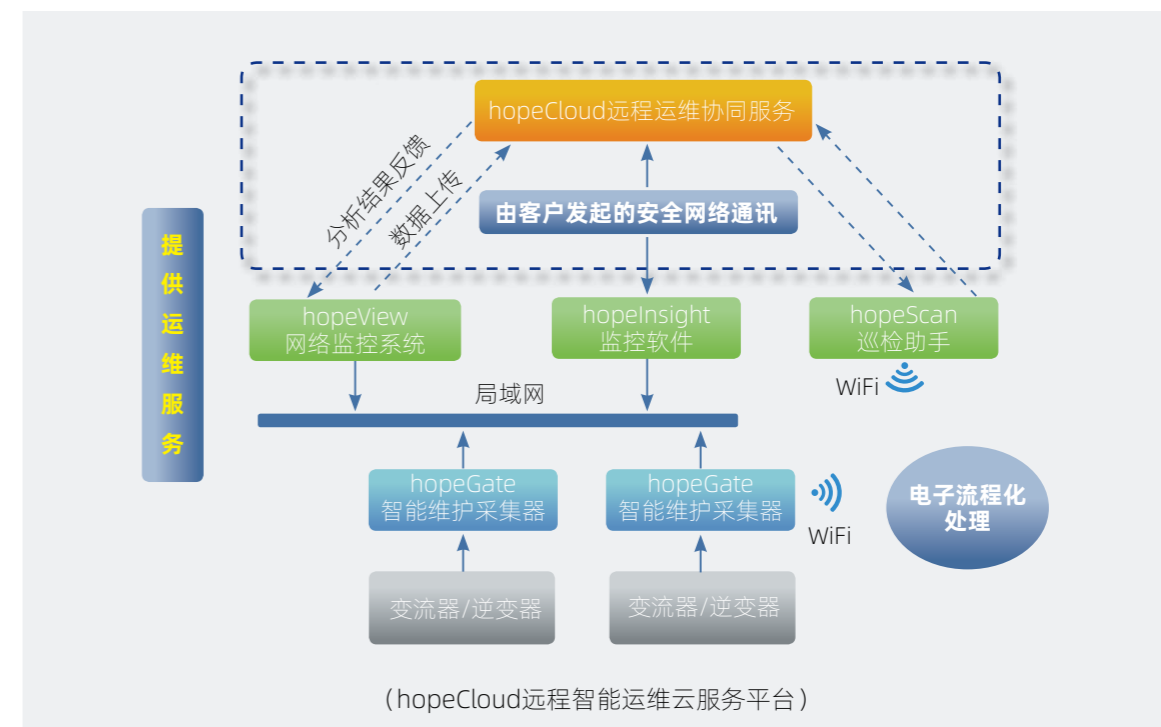 hopeCloud远程运维协同服务
分析结果反馈
数据上传
由客户发起的安全网络通讯
提供运维服务
hopeView
网络监控系统
hopeInsight
监控软件
hopeScan
巡检助手
WiFi
局域网
hopeGate
智能维护采集器
hopeGate
智能维护采集器
WiFi
电子流程化
处理
变流器/逆变器
变流器/逆变器
（hopeCloud远程智能运维云服务平台）